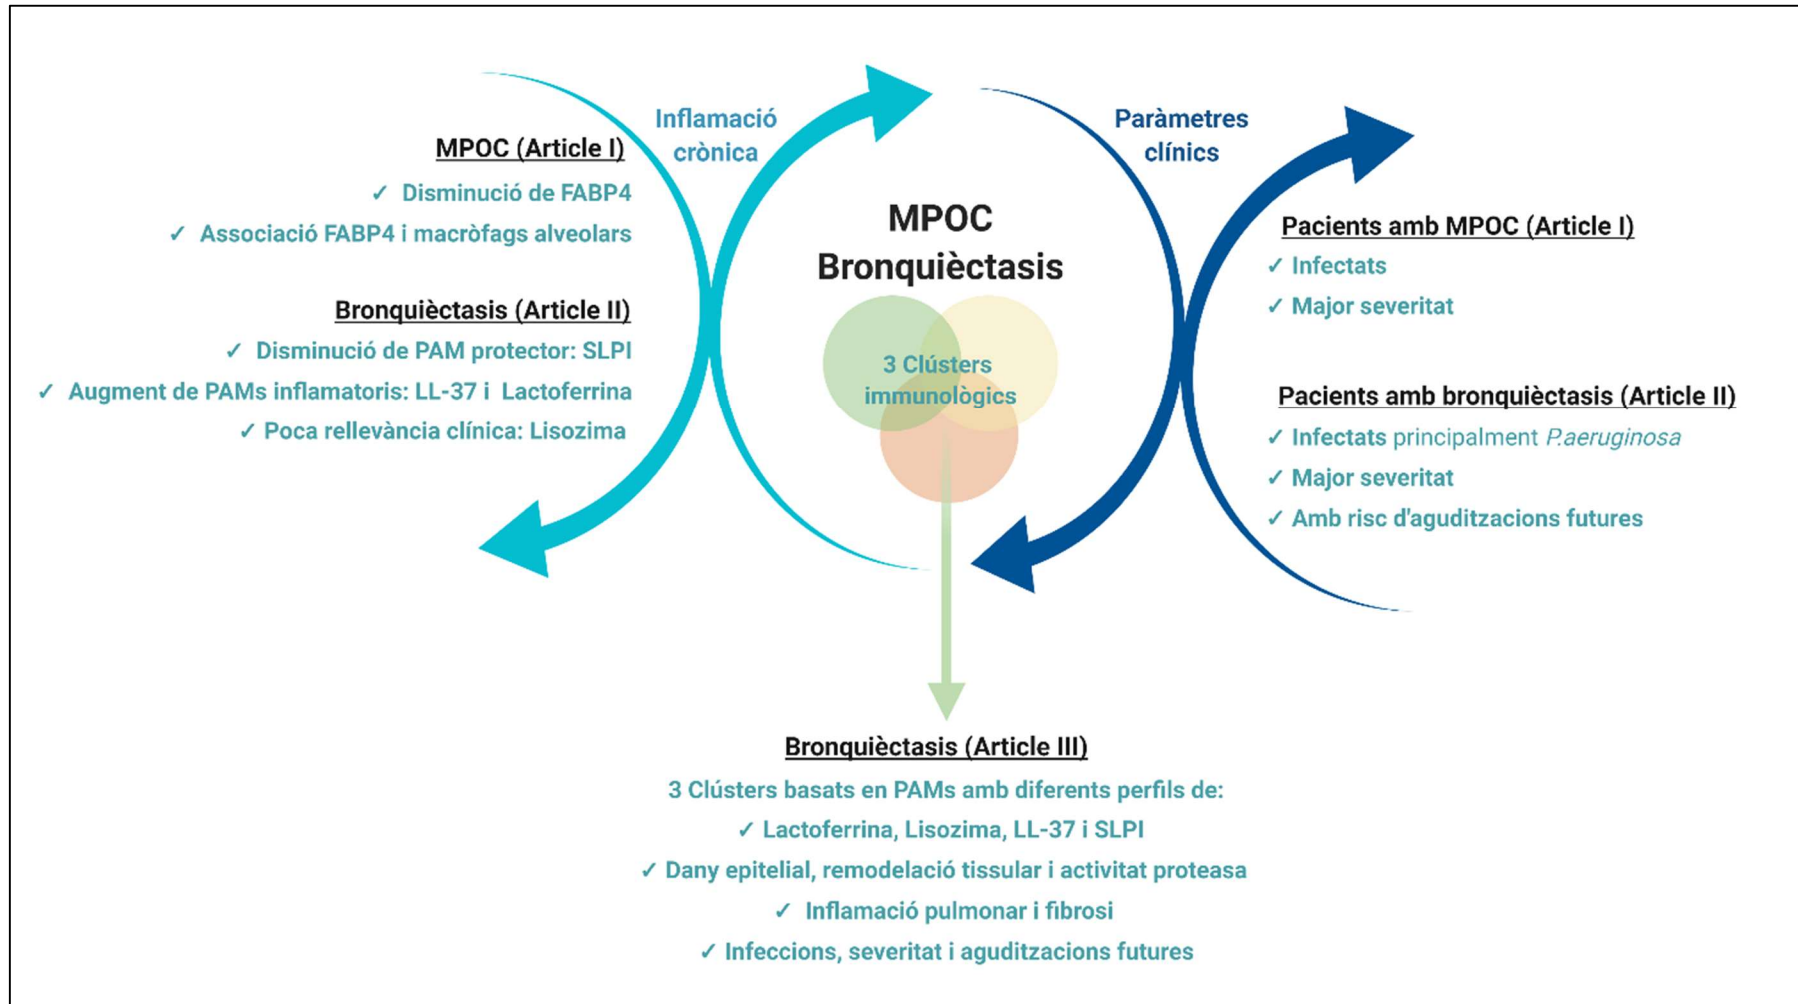 Inflamació
crònica
MPOC (Article I)
✓ Disminució de FABP4
✓ Associació FABP4 i macròfags alveolars
Bronquièctasis (Article II)
✓ Disminució de PAM protector: SLPI
✓ Augment de PAMs inflamatoris: LL-37 i Lactoferrina
✓ Poca rellevància clínica: Lisozima
MPOC
Bronquièctasis
3 Clústers
immunològics
Paràmetres
clínics
Pacients amb MPOC (Article I)
✓ Infectats
✓ Major severitat
Pacients amb bronquièctasis (Article II)
✓ Infectats principalment P.aeruginosa
✓ Major severitat
✓ Amb risc d'aguditzacions futures
Bronquièctasis (Article III)
3 Clústers basats en PAMs amb diferents perfils de:
✓ Lactoferrina, Lisozima, LL-37 i SLPI
✓ Dany epitelial, remodelació tissular i activitat proteasa
✓ Inflamació pulmonar i fibrosi
✓ Infeccions, severitat i aguditzacions futures